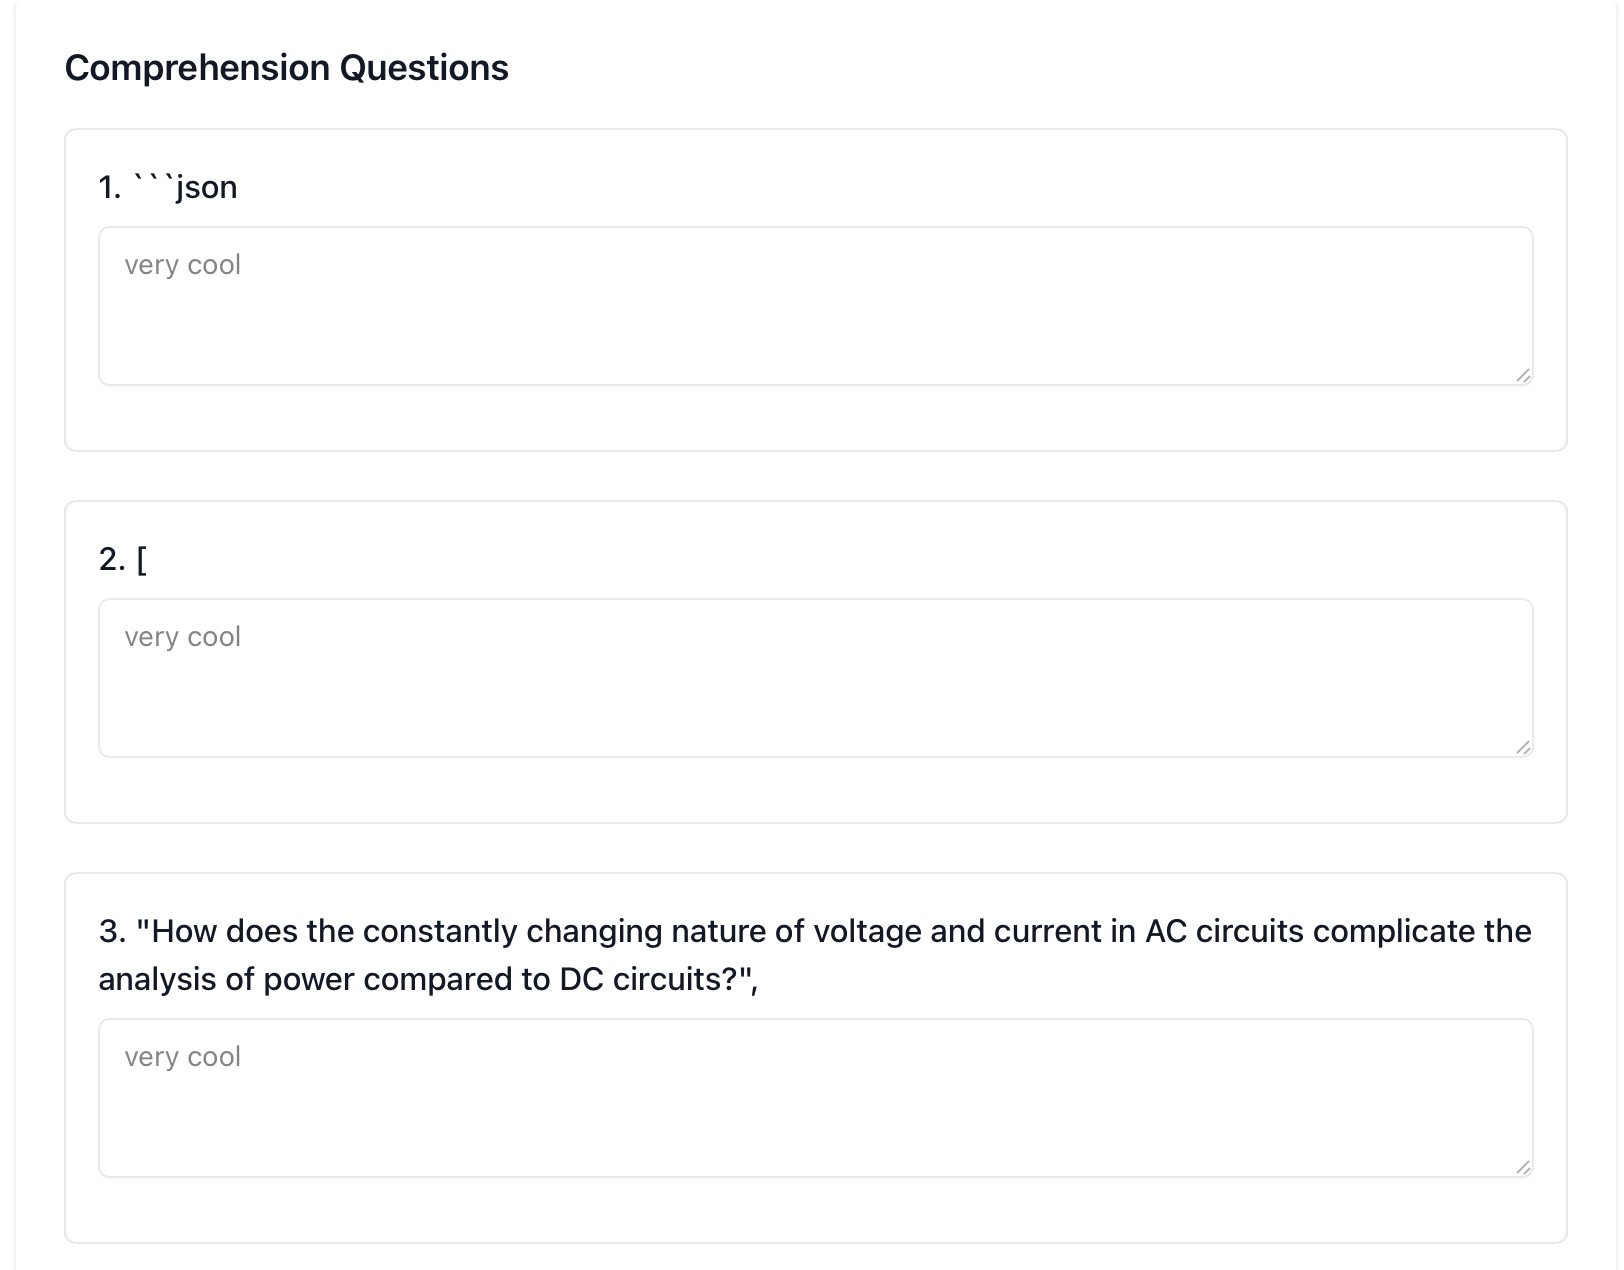 Comprehension Questions
1. ```json
very cool
2. [
very cool
3. "How does the constantly changing nature of voltage and current in AC circuits complicate the
analysis of power compared to DC circuits?",
very cool